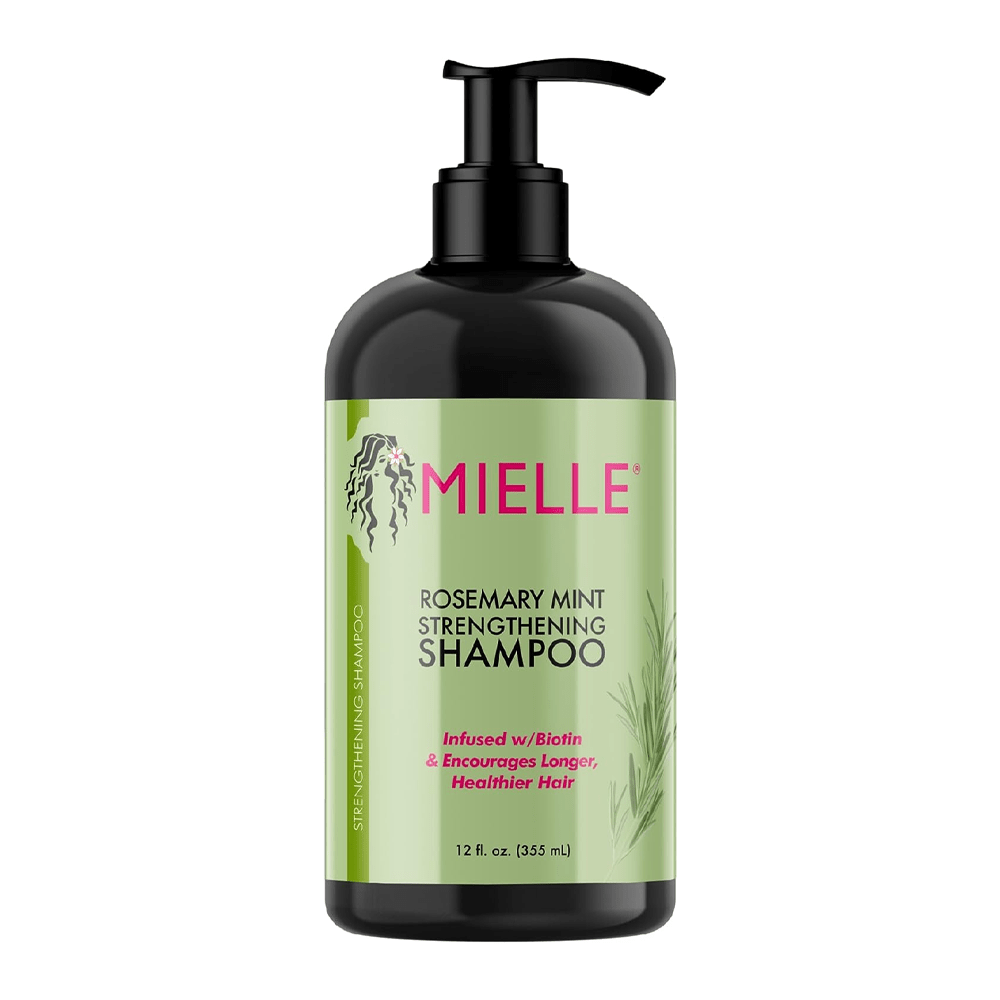 MIELLE®
ROSEMARY MINT
STRENGTHENING
SHAMPOO
Infused w/Biotin
& Encourages Longer,
Healthier Hair
12 fl. oz. (355 mL)
STRENGTHENING SHAMPOO